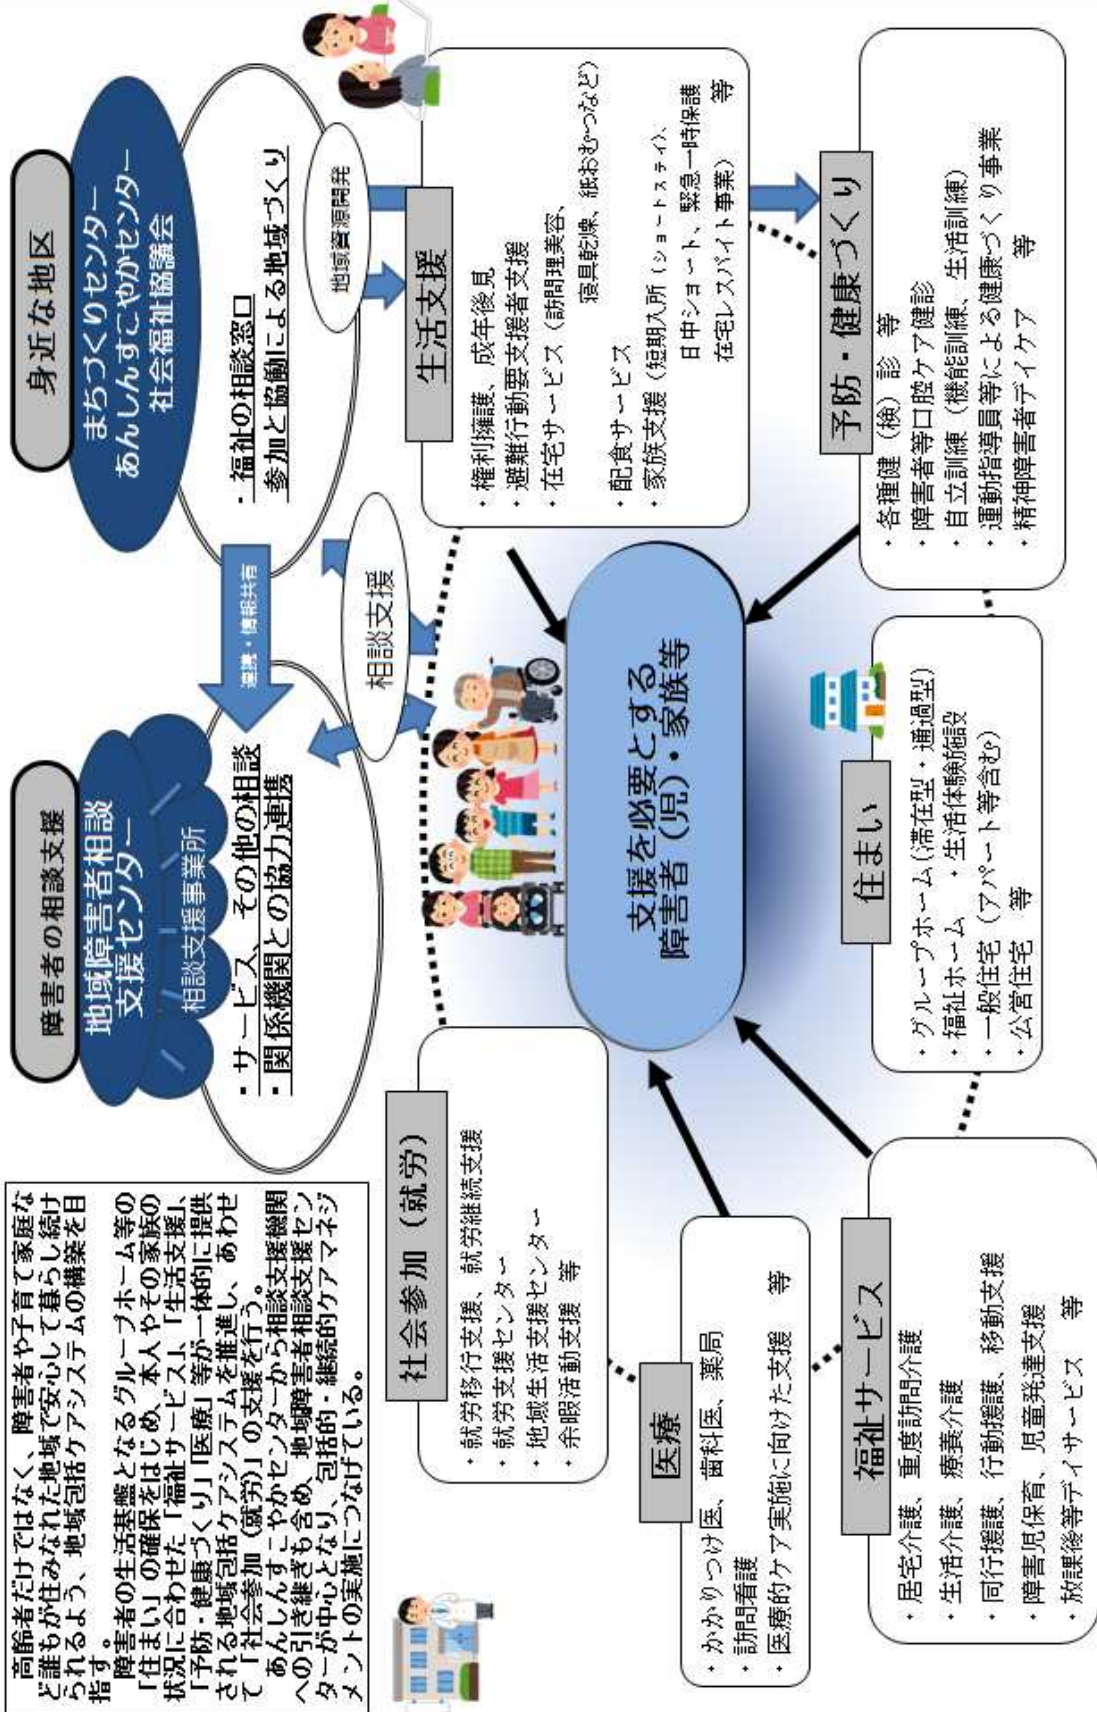 高齢者だけではなく、障害者や子育て家庭な
ど誰もが住みなれた地域で安心して暮らし続け
られるよう、地域包括ケアシステムの構築を目
指す。
障害者の生活基盤となるグループホーム等の
「住まい」の確保をはじめ、本人やその家族の
状況に合わせた「福祉サービス」、「生活支援」、
「予防・健康づくり」「医療」等が一体的に提供
される地域包括ケアシステムを推進し、あわせ
て「社会参加（就労）」の支援を行う。
あんしんすこやかセンターから相談支援機関
への引き継ぎも含め、地域障害者相談支援セン
ターが中心となり、包括的・継続的ケアマネジ
メントの実施につなげている。
障害者の相談支援
地域障害者相談
支援センター
相談支援事業所
・サービス、その他の相談
・関係機関との協力連携
連携・情報共有
身近な地区
まちづくりセンター
あんしんすこやかセンター
社会福祉協議会
・福祉の相談窓口
参加と協働による地域づくり
地域資源開発
相談支援
社会参加（就労）
・就労移行支援、就労継続支援
・就労支援センター
・地域生活支援センター
・余暇活動支援 等
生活支援
・権利擁護、成年後見
・避難行動要支援者支援
・在宅サービス（訪問理美容、
寝具乾燥、紙おむつなど）
・配食サービス
・家族支援（短期入所（ショートステイ）、
日中ショート、緊急一時保護
在宅レスパイト事業） 等
支援を必要とする
障害者（児）・家族等
医療
・かかりつけ医、歯科医、薬局
・訪問看護
・医療的ケア実施に向けた支援 等
福祉サービス
・居宅介護、重度訪問介護
・生活介護、療養介護
・同行援護、行動援護、移動支援
・障害児保育、児童発達支援
・放課後等デイサービス 等
住まい
・グループホーム（滞在型・通過型）
・福祉ホーム ・生活体験施設
・一般住宅（アパート等含む）
・公営住宅 等
予防・健康づくり
・各種健（検）診 等
・障害者等口腔ケア健診
・自立訓練（機能訓練、生活訓練）
・運動指導員等による健康づくり事業
・精神障害者デイケア 等